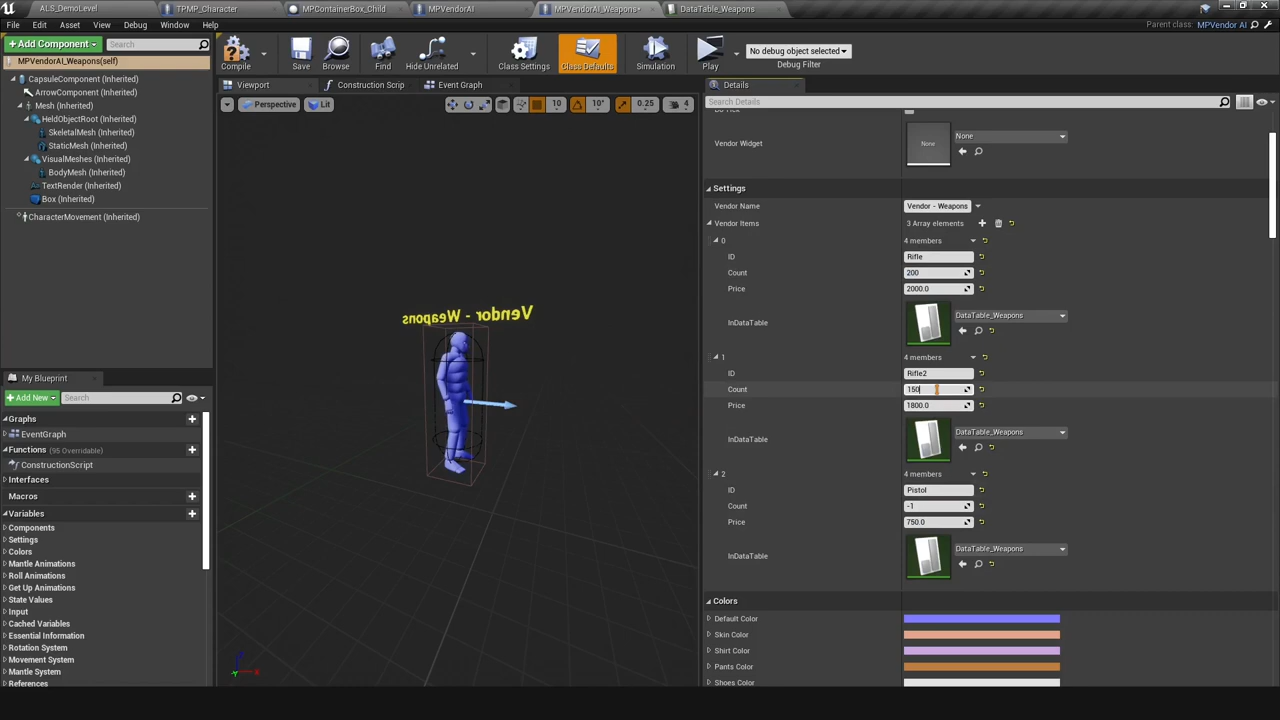 ALS_DemoLevel
TPMP_Character
MPContainerBox_Child
MPVendorAI
MPVendorAI_Weapons*
DataTable_Weapons
File Edit Asset View Debug Window Help
Parent class: MPVendor AI
Add Component
Search
Compile
Save
Browse
Find
Hide Unrelated
Class Settings
Class Defaults
Simulation
Play
No debug object selected
Debug Filter
MPVendorAI_Weapons(self)
CapsuleComponent (Inherited)
ArrowComponent (Inherited)
Mesh (Inherited)
HeldObjectRoot (Inherited)
SkeletalMesh (Inherited)
StaticMesh (Inherited)
VisualMeshes (Inherited)
BodyMesh (Inherited)
TextRender (Inherited)
Box (Inherited)
CharacterMovement (Inherited)
My Blueprint
Add New
Search
Graphs
EventGraph
Functions (95 Overridable)
ConstructionScript
Interfaces
Macros
Variables
Components
Settings
Colors
Mantle Animations
Roll Animations
Get Up Animations
State Values
Input
Cached Variables
Essential Information
Rotation System
Movement System
Mantle System
References
Viewport
Construction Scrip
Event Graph
Perspective
Lit
10
10°
0.25
4
Vendor - Weapons
Details
Search Details
Vendor Widget
None
None
Settings
Vendor Name
Vendor - Weapons
Vendor Items
3 Array elements
0
4 members
ID
Rifle
Count
200
Price
2000.0
InDataTable
DataTable_Weapons
1
4 members
ID
Rifle2
Count
150
Price
1800.0
InDataTable
DataTable_Weapons
2
4 members
ID
Pistol
Count
-1
Price
750.0
InDataTable
DataTable_Weapons
Colors
Default Color
Skin Color
Shirt Color
Pants Color
Shoes Color